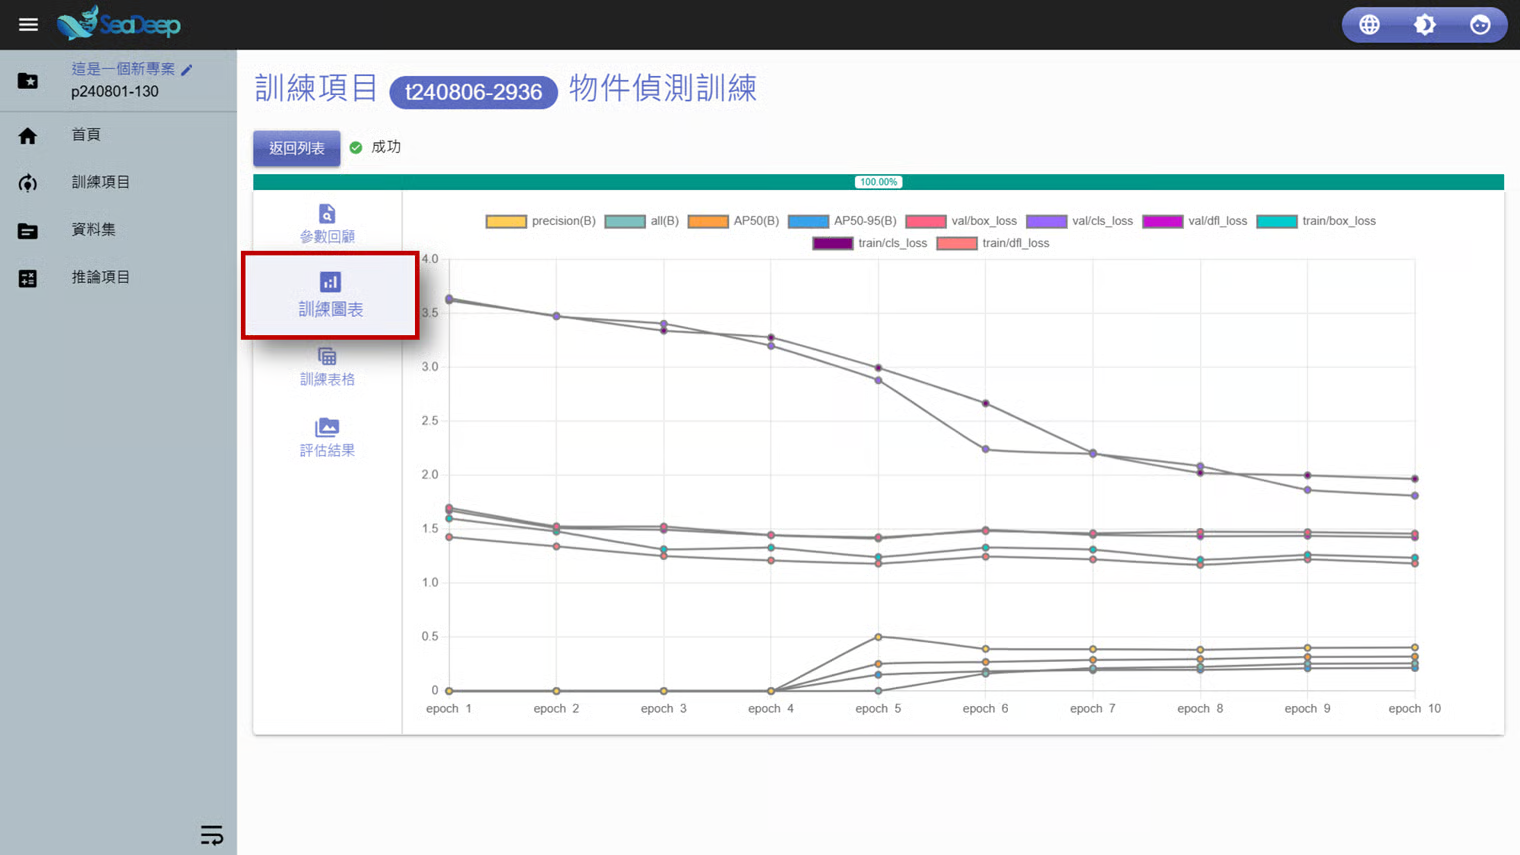 SeaDeep
這是一個新專案
p240801-130
首頁
訓練項目
資料集
推論項目
訓練項目 t240806-2936 物件偵測訓練
返回列表 成功
100.00%
參數回顧
訓練圖表
訓練表格
評估結果
precision(B) all(B) AP50(B) AP50-95(B) val/box_loss val/cls_loss val/dfl_loss train/box_loss
train/cls_loss train/dfl_loss
4.0
3.5
3.0
2.5
2.0
1.5
1.0
0.5
0
epoch 1 epoch 2 epoch 3 epoch 4 epoch 5 epoch 6 epoch 7 epoch 8 epoch 9 epoch 10